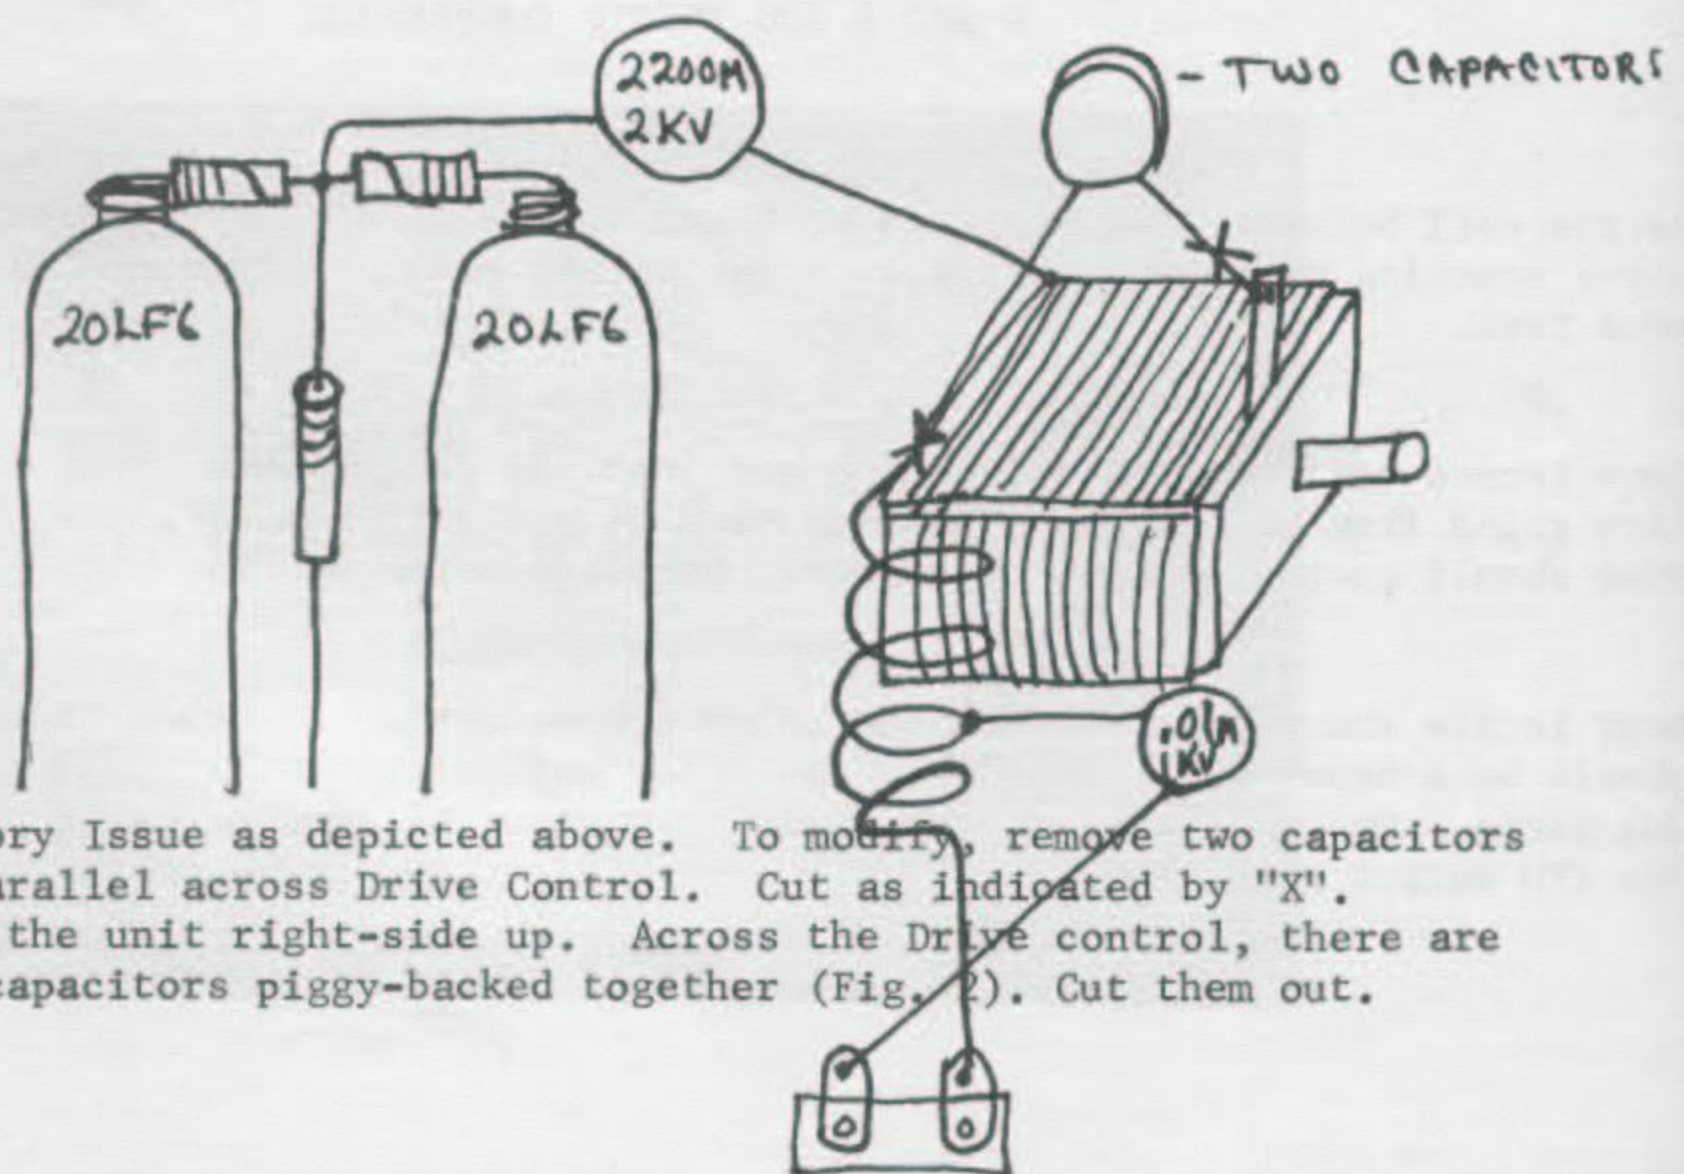 2200M
2KV
- TWO CAPACITORS
20LF6
20LF6
.01M
1KV
ory Issue as depicted above. To modify, remove two capacitors
arallel across Drive Control. Cut as indicated by "X".
the unit right-side up. Across the Drive control, there are
capacitors piggy-backed together (Fig. 2). Cut them out.